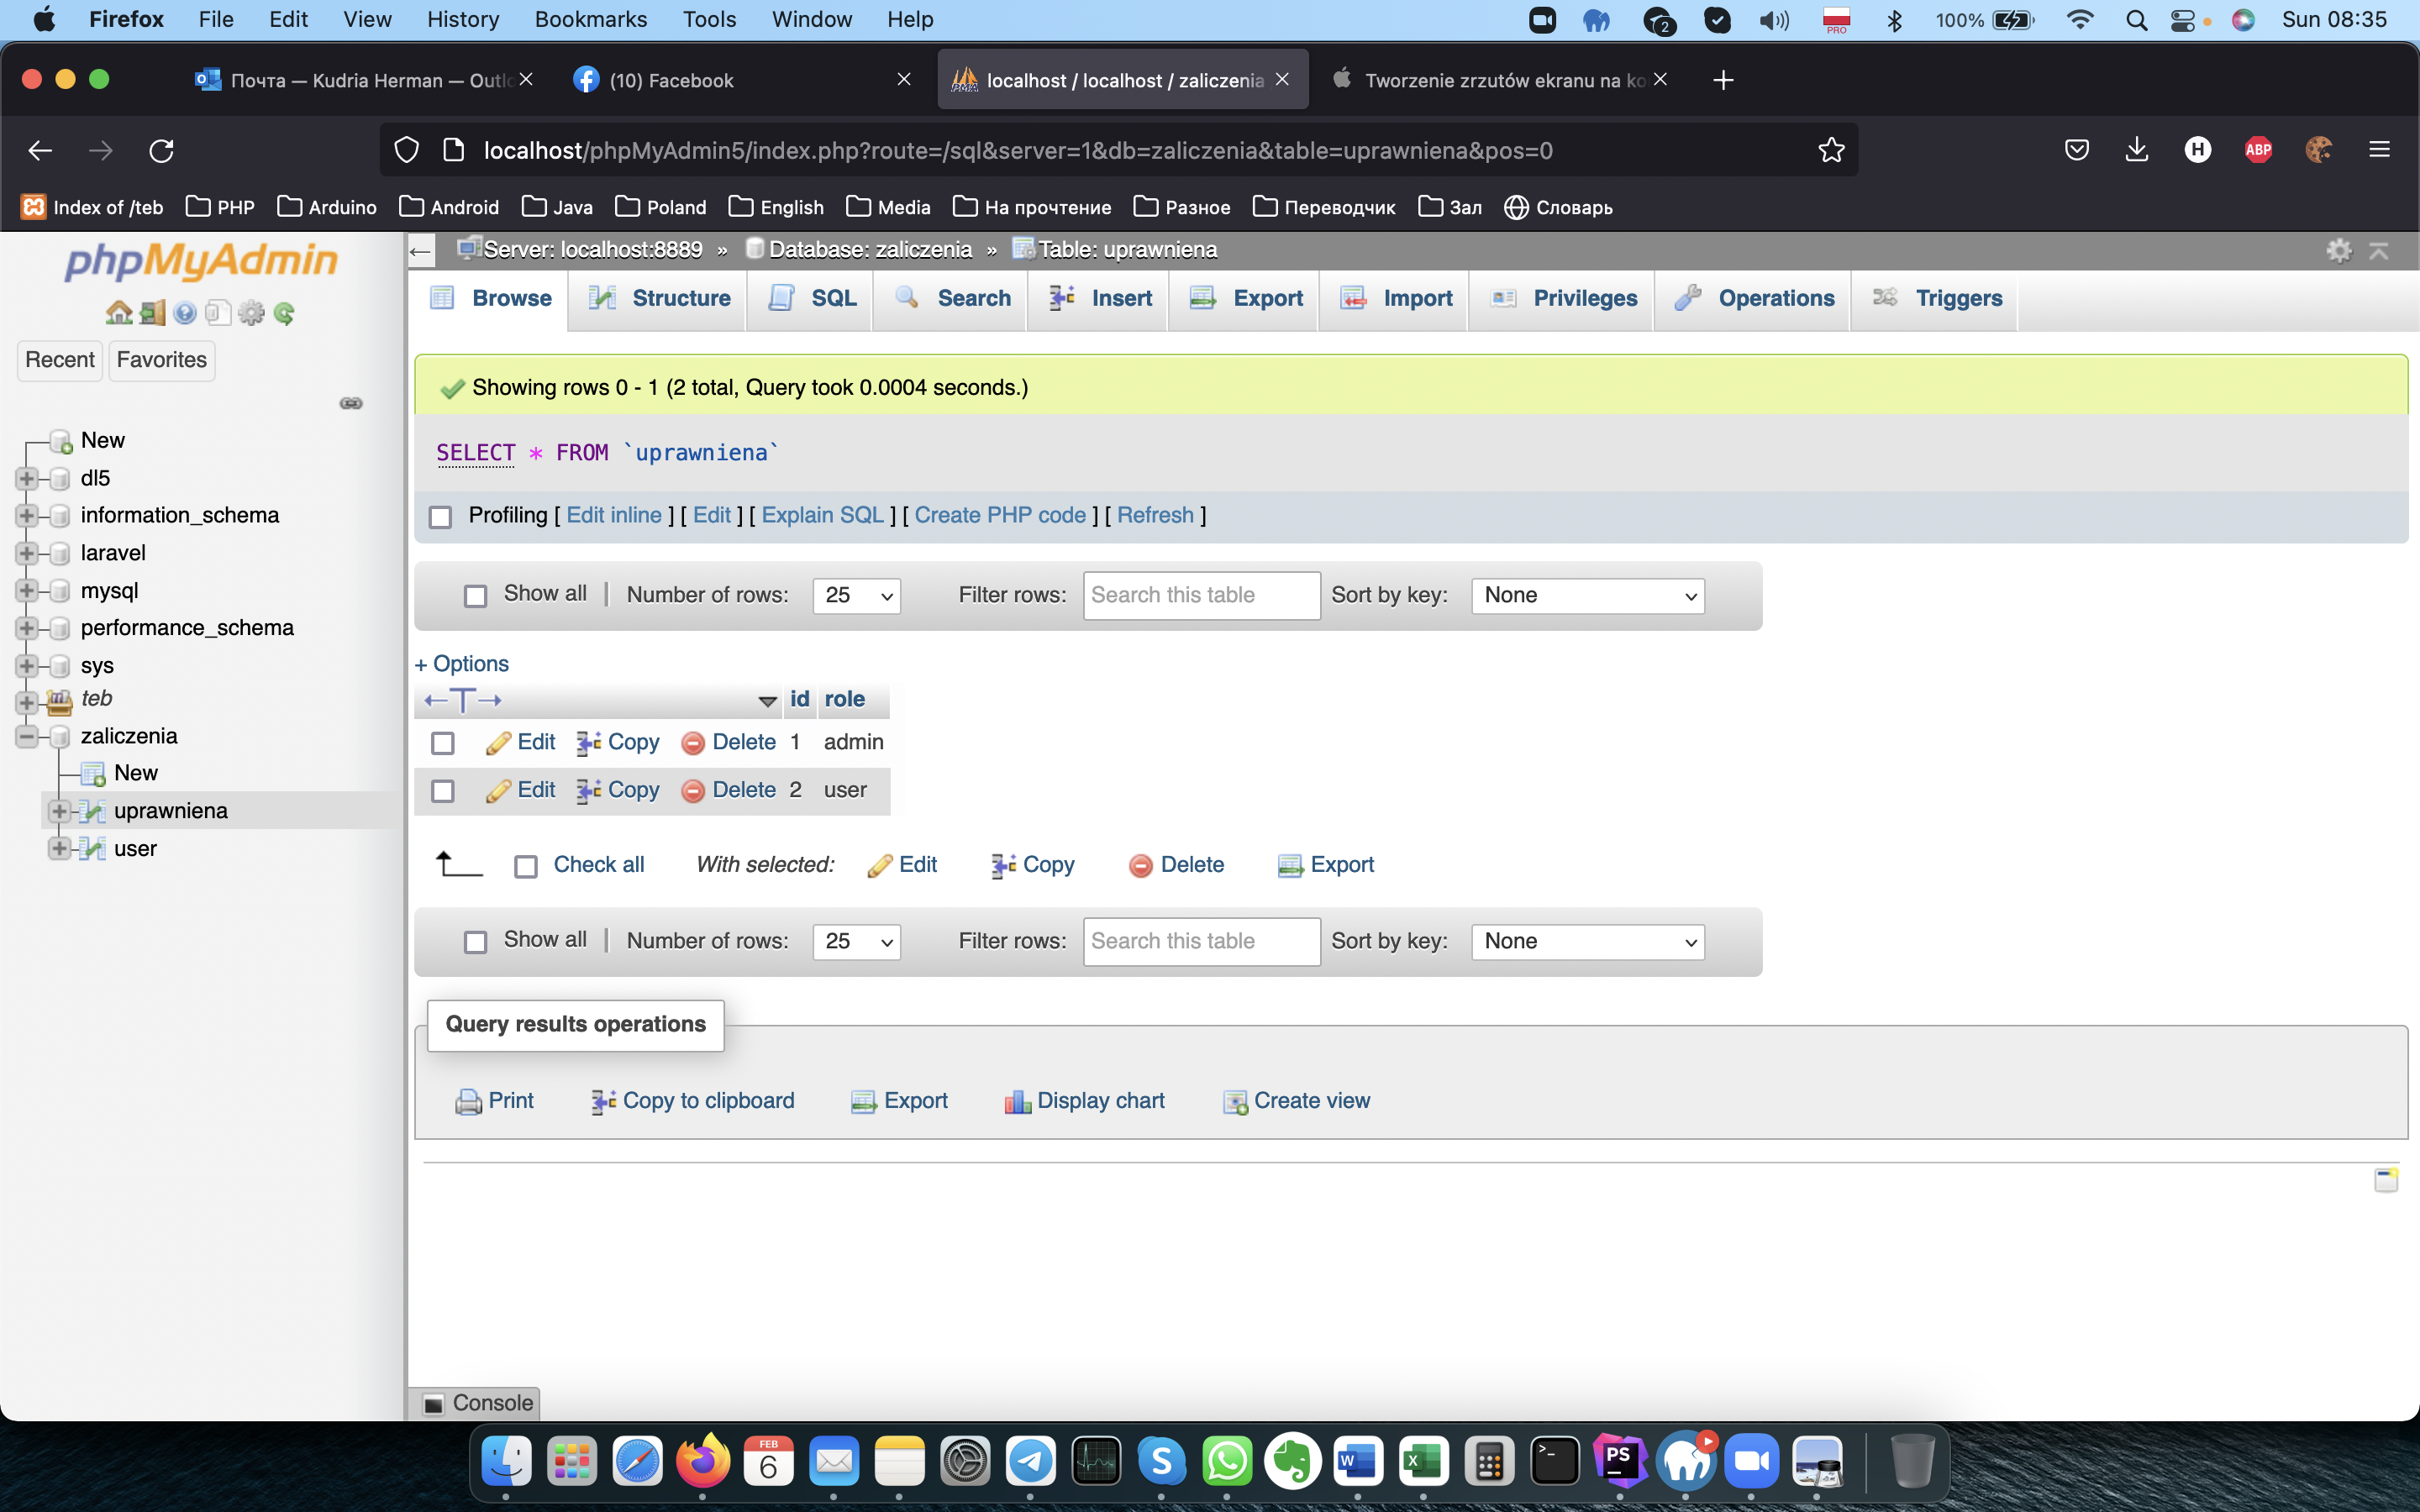 Firefox File Edit View History Bookmarks Tools Window Help 2 PRO 100% Sun 08:35
Почта — Kudria Herman — Outlo (10) Facebook localhost / localhost / zaliczenia Tworzenie zrzutów ekranu na ko
localhost/phpMyAdmin5/index.php?route=/sql&server=1&db=zaliczenia&table=uprawniena&pos=0 H ABP
Index of /teb PHP Arduino Android Java Poland English Media На прочтение Разное Переводчик Зал Словарь
phpMyAdmin
Recent Favorites
New
dl5
information_schema
laravel
mysql
performance_schema
sys
teb
zaliczenia
New
uprawniena
user
Server: localhost:8889 » Database: zaliczenia » Table: uprawniena
Browse Structure SQL Search Insert Export Import Privileges Operations Triggers
Showing rows 0 - 1 (2 total, Query took 0.0004 seconds.)
SELECT * FROM `uprawniena`
Profiling [ Edit inline ] [ Edit ] [ Explain SQL ] [ Create PHP code ] [ Refresh ]
Show all | Number of rows: 25 Filter rows: Search this table Sort by key: None
+ Options
←T→ id role
Edit Copy Delete 1 admin
Edit Copy Delete 2 user
Check all With selected: Edit Copy Delete Export
Show all | Number of rows: 25 Filter rows: Search this table Sort by key: None
Query results operations
Print Copy to clipboard Export Display chart Create view
Console
FEB
6
S W X >_ PS